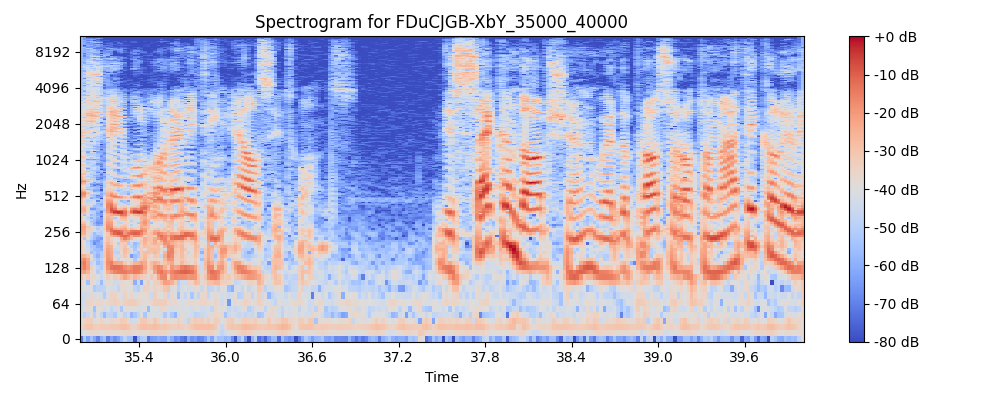 Spectrogram for FDuCJGB-XbY_35000_40000
8192
4096
2048
1024
512
256
128
64
0
Hz
35.4 36.0 36.6 37.2 37.8 38.4 39.0 39.6
Time
+0 dB
-10 dB
-20 dB
-30 dB
-40 dB
-50 dB
-60 dB
-70 dB
-80 dB